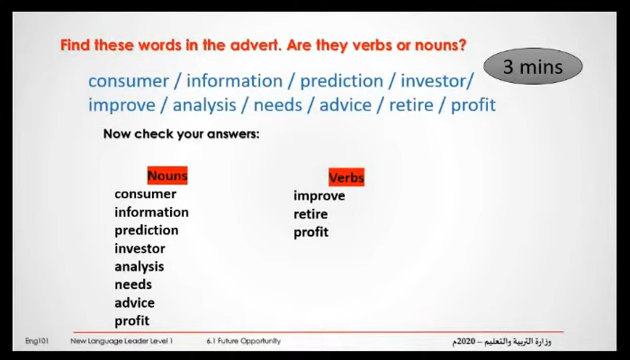 Find these words in the advert. Are they verbs or nouns?
3 mins
consumer / information / prediction / investor/
improve / analysis / needs / advice / retire / profit
Now check your answers:
Nouns
consumer
information
prediction
investor
analysis
needs
advice
profit
Verbs
improve
retire
profit
Eng101 New Language Leader Level 1 6.1 Future Opportunity وزارة التربية والتعليم – 2020م